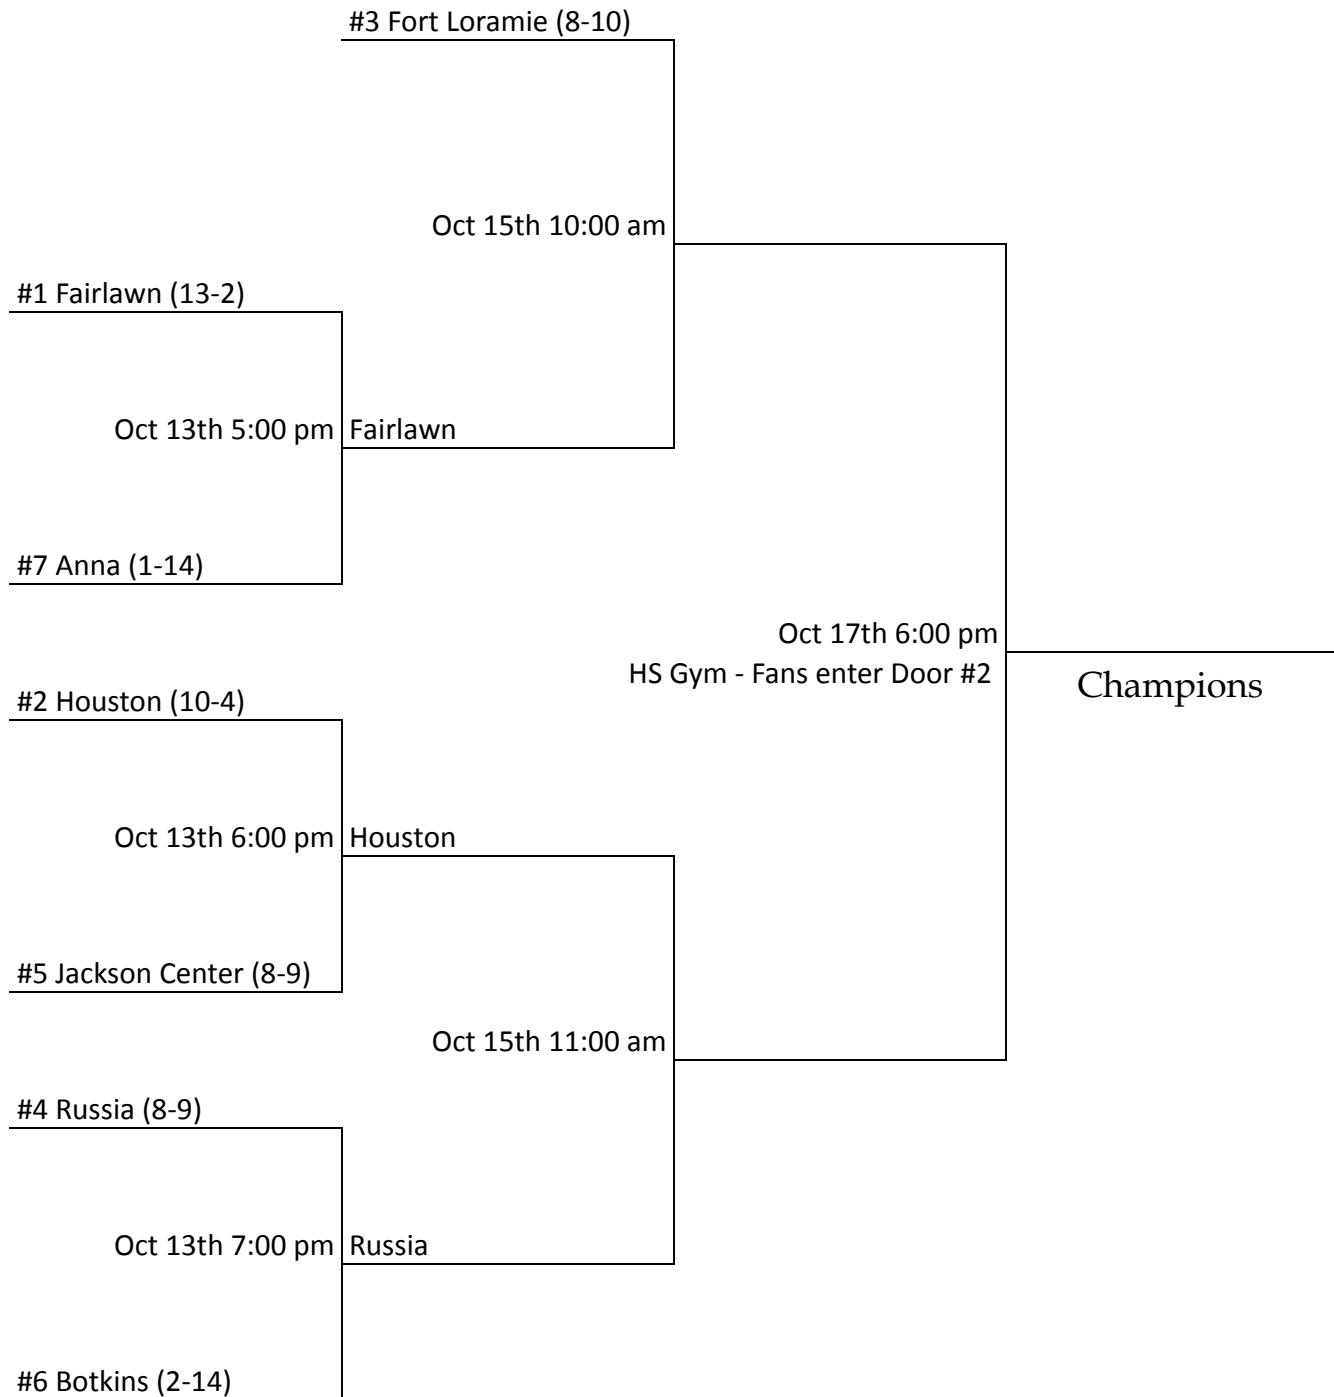 #3 Fort Loramie (8-10)
Oct 15th 10:00 am
#1 Fairlawn (13-2)
Oct 13th 5:00 pm
Fairlawn
#7 Anna (1-14)
Oct 17th 6:00 pm
HS Gym - Fans enter Door #2
Champions
#2 Houston (10-4)
Oct 13th 6:00 pm
Houston
#5 Jackson Center (8-9)
Oct 15th 11:00 am
#4 Russia (8-9)
Oct 13th 7:00 pm
Russia
#6 Botkins (2-14)